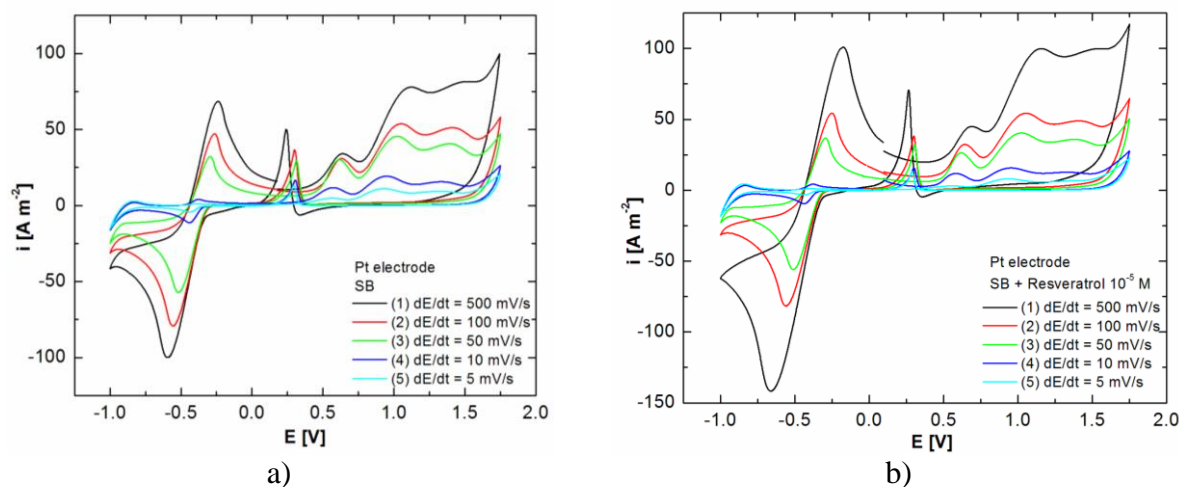 100
50
0
-50
-100
i [A m-2]
-1.0 -0.5 0.0 0.5 1.0 1.5 2.0
E [V]
Pt electrode
SB
(1) dE/dt = 500 mV/s
(2) dE/dt = 100 mV/s
(3) dE/dt = 50 mV/s
(4) dE/dt = 10 mV/s
(5) dE/dt = 5 mV/s
a)
100
50
0
-50
-100
-150
i [A m-2]
-1.0 -0.5 0.0 0.5 1.0 1.5 2.0
E [V]
Pt electrode
SB + Resveratrol 10-5 M
(1) dE/dt = 500 mV/s
(2) dE/dt = 100 mV/s
(3) dE/dt = 50 mV/s
(4) dE/dt = 10 mV/s
(5) dE/dt = 5 mV/s
b)